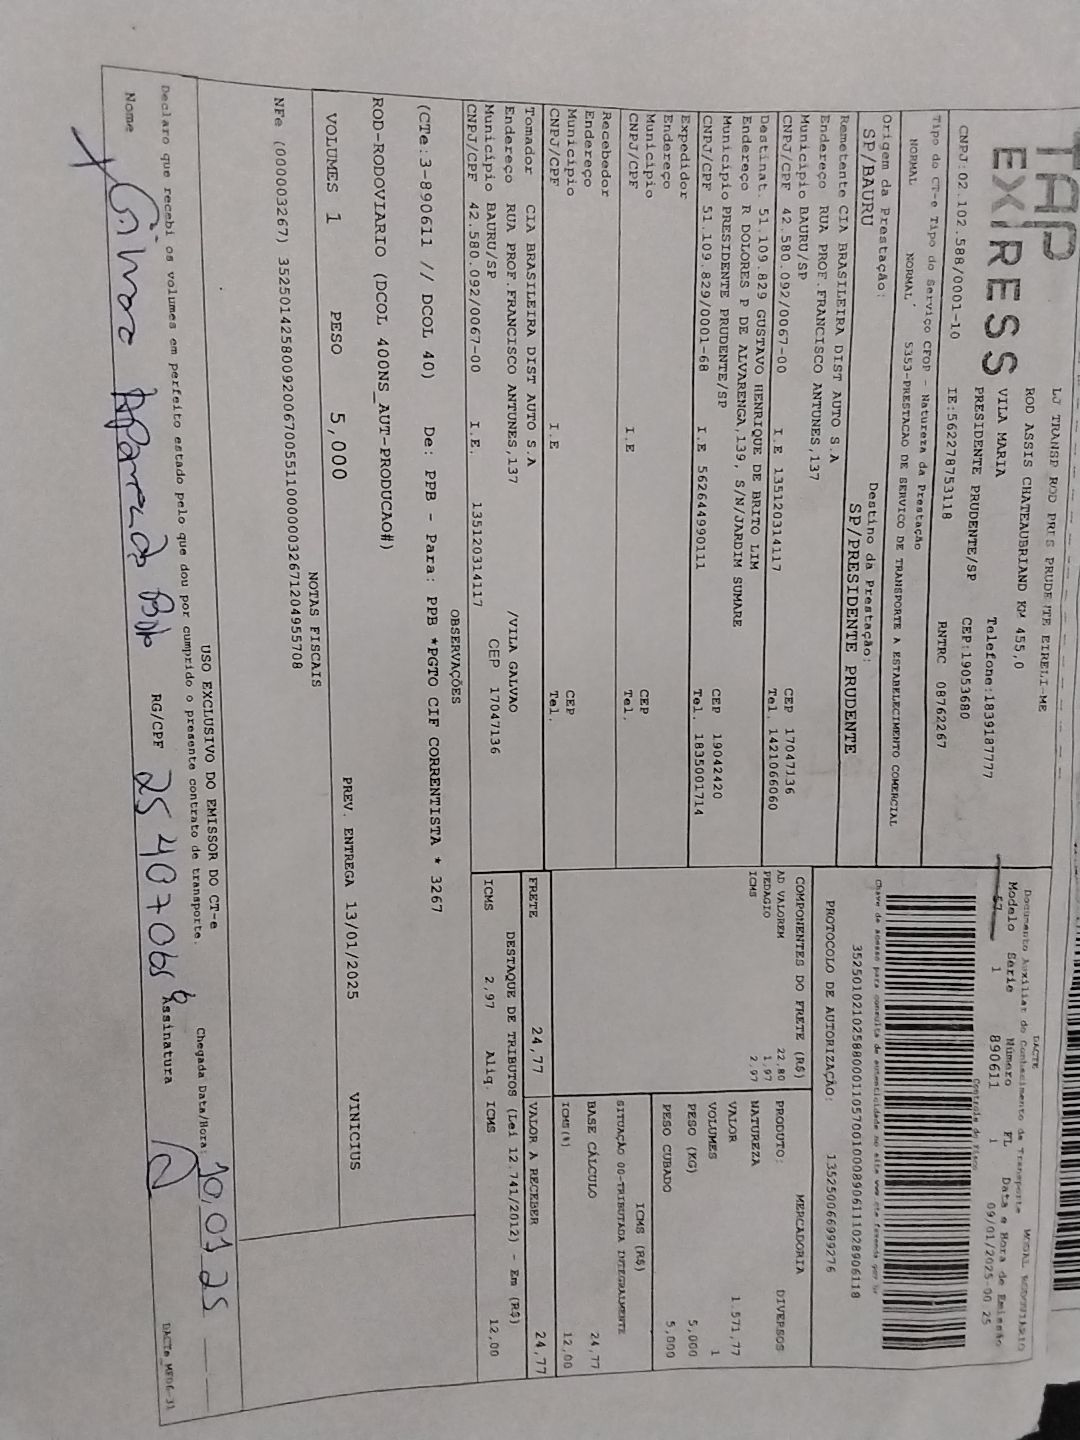 TAP
EXPRESS
LJ TRANSP ROD PRES PRUDENTE EIRELI-ME
ROD ASSIS CHATEAUBRIAND KM 455,0
VILA MARIA Telefone:1839187777
PRESIDENTE PRUDENTE/SP CEP:19053680
CNPJ:02.102.588/0001-10 IE:562278753118 RNTRC 08762267
Tipo do CT-e Tipo do Serviço CFOP - Natureza da Prestação
NORMAL NORMAL 5353-PRESTACAO DE SERVICO DE TRANSPORTE A ESTABELECIMENTO COMERCIAL
Origem da Prestação: Destino da Prestação:
SP/BAURU SP/PRESIDENTE PRUDENTE
DACTE MODAL RODOVIARIO
Documento Auxiliar do Conhecimento de Transporte
Modelo Série Número FL Data e Hora de Emissão
57 1 890611 1 09/01/2025-00 25
Controle do Fisco
Chave de acesso para consulta de autenticidade no site www cte.fazenda gov br
PROTOCOLO DE AUTORIZAÇÃO: 135250066999276
Remetente CIA BRASILEIRA DIST AUTO S.A
Endereço RUA PROF.FRANCISCO ANTUNES,137
Município BAURU/SP CEP 17047136
CNPJ/CPF 42.580.092/0067-00 I.E 135120314117 Tel. 1421066060
Destinat. 51.109.829 GUSTAVO HENRIQUE DE BRITO LIM
Endereço R DOLORES P DE ALVARENGA,139, S/N/JARDIM SUMARE
Município PRESIDENTE PRUDENTE/SP CEP 19042420
CNPJ/CPF 51.109.829/0001-68 I.E 562644990111 Tel. 1835001714
Expedidor
Endereço
Município CEP
CNPJ/CPF I.E Tel.
Recebedor
Endereço
Município CEP
CNPJ/CPF I.E Tel.
Tomador CIA BRASILEIRA DIST AUTO S.A
Endereço RUA PROF.FRANCISCO ANTUNES,137 /VILA GALVAO
Município BAURU/SP CEP 17047136
CNPJ/CPF 42.580.092/0067-00 I.E. 135120314117
COMPONENTES DO FRETE (R$)
AD VALOREM 22,80
PEDAGIO 1,97
ICMS 2,97
MERCADORIA
PRODUTO: DIVERSOS
NATUREZA
VALOR 1.571,77
VOLUMES 1
PESO (KG) 5,000
PESO CUBADO 5,000
ICMS (R$)
SITUAÇÃO 00-TRIBUTADA INTEGRALMENTE
BASE CÁLCULO 24,77
ICMS(%) 12,00
FRETE 24,77 VALOR A RECEBER 24,77
DESTAQUE DE TRIBUTOS (Lei 12.741/2012) - Em (R$)
ICMS 2,97 Aliq. ICMS 12,00
OBSERVAÇÕES
(CTe:3-890611 // DCOL 40) De: PPB - Para: PPB *PGTO CIF CORRENTISTA * 3267
ROD-RODOVIARIO (DCOL 400NS_AUT-PRODUCAO#)
VOLUMES 1 PESO 5,000 PREV. ENTREGA 13/01/2025 VINICIUS
NOTAS FISCAIS
USO EXCLUSIVO DO EMISSOR DO CT-e
Declaro que recebi os volumes em perfeito estado pelo que dou por cumprido o presente contrato de transporte.
Chegada Data/Hora: 10,01 25
Nome RG/CPF Assinatura